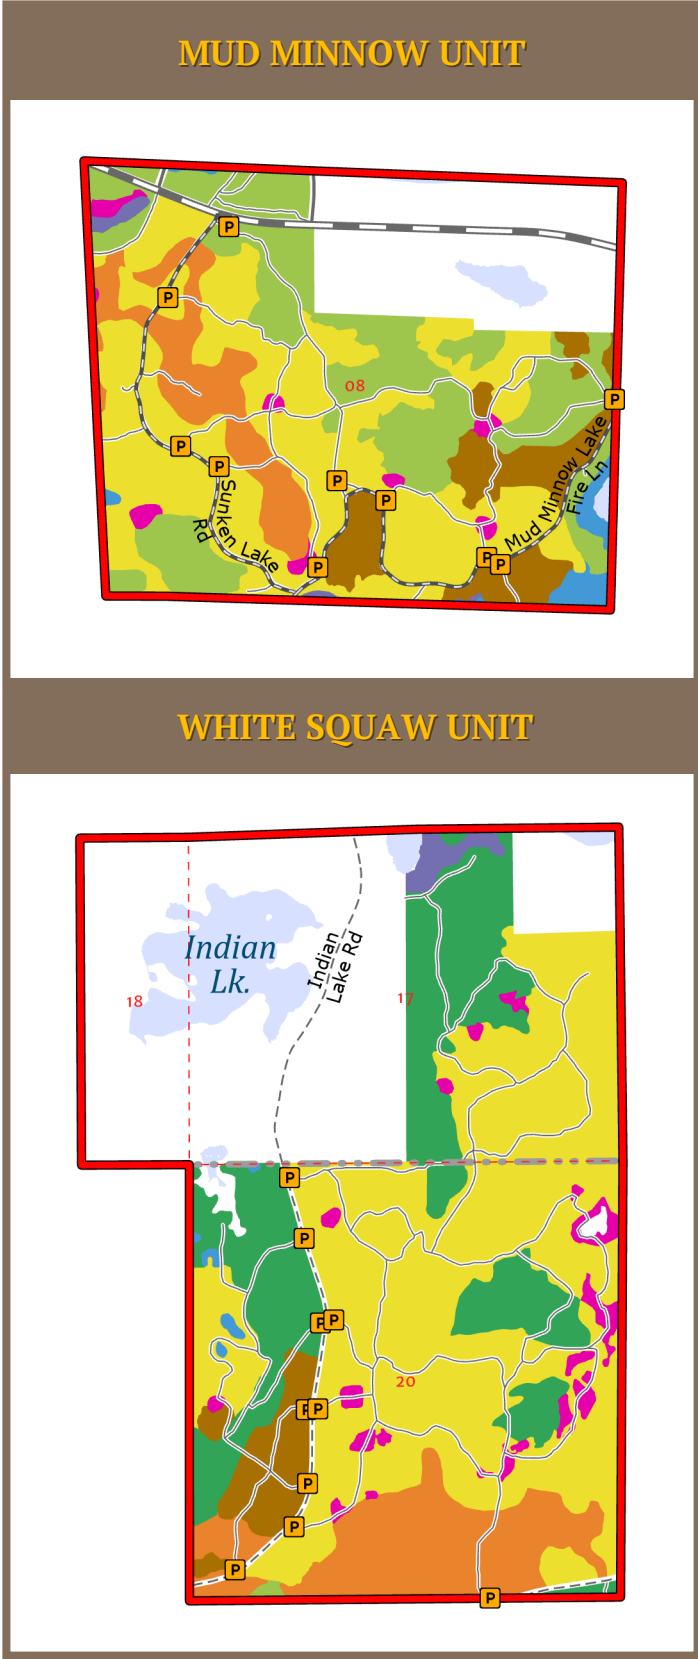 MUD MINNOW UNIT
P
P
08
P
P
P
P
P
Mud Minnow Lake
Fire Ln
Sunken Lake
Rd
P
P
P
WHITE SQUAW UNIT
Indian
Lk.
Indian
Lake Rd
18
17
P
P
P
P
20
P
P
P
P
P
P